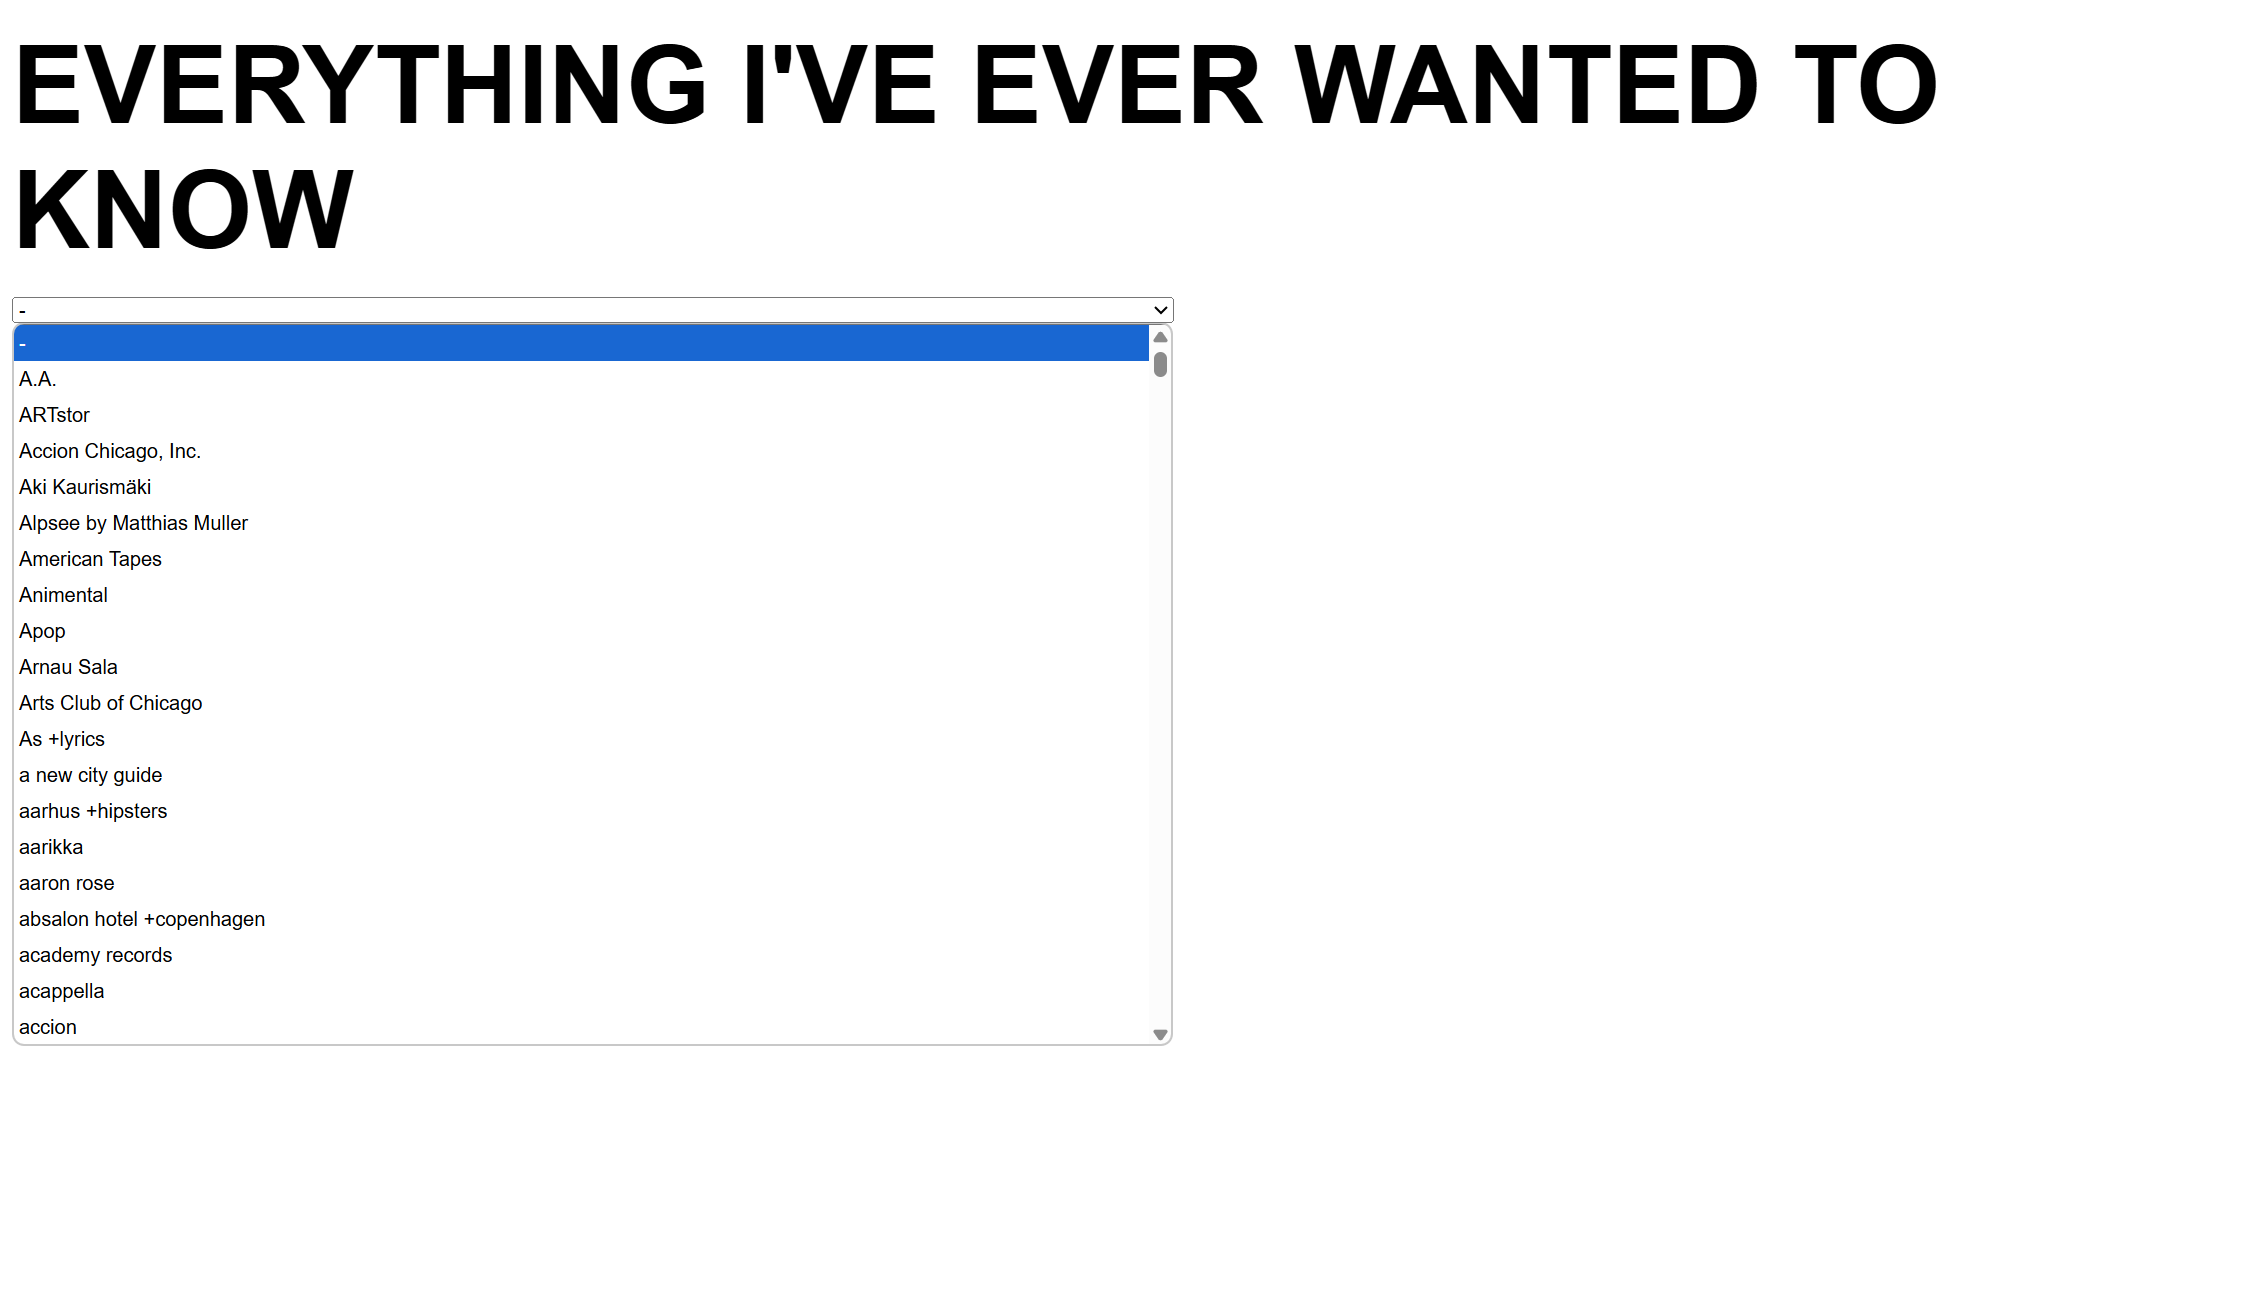 EVERYTHING I'VE EVER WANTED TO
KNOW
-
-
A.A.
ARTstor
Accion Chicago, Inc.
Aki Kaurismäki
Alpsee by Matthias Muller
American Tapes
Animental
Apop
Arnau Sala
Arts Club of Chicago
As +lyrics
a new city guide
aarhus +hipsters
aarikka
aaron rose
absalon hotel +copenhagen
academy records
acappella
accion